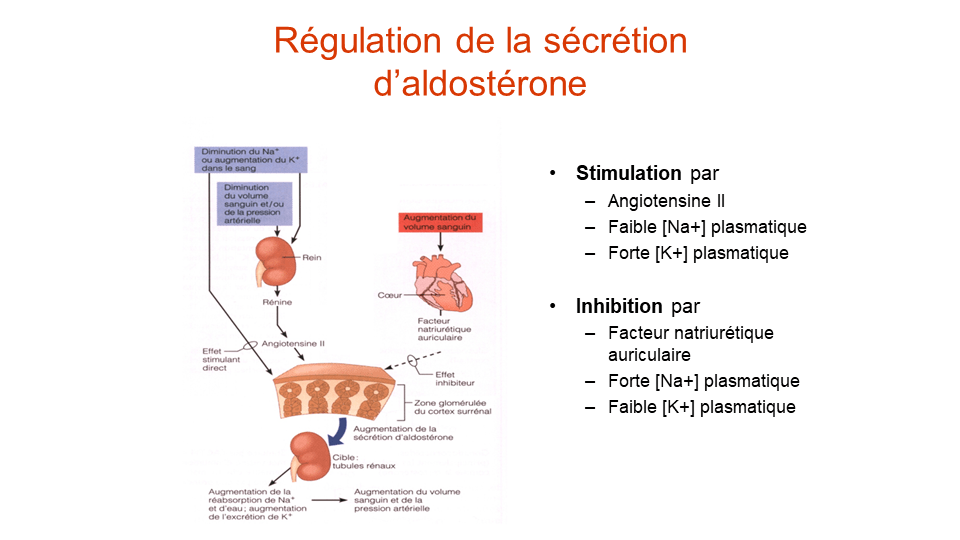 Régulation de la sécrétion
d’aldostérone
Diminution du Na+
ou augmentation du K+
dans le sang
Diminution
du volume
sanguin et/ou
de la pression
artérielle
Augmentation du
volume sanguin
Rein
Cœur
Rénine
Facteur
natriurétique
auriculaire
Angiotensine II
Effet
stimulant
direct
Effet
inhibiteur
Zone glomérulée
du cortex surrénal
Augmentation de la
sécrétion d'aldostérone
Cible:
tubules rénaux
Augmentation de la
réabsorption de Na+
et d'eau; augmentation
de l'excrétion de K+
Augmentation du volume
sanguin et de la
pression artérielle
• Stimulation par
– Angiotensine II
– Faible [Na+] plasmatique
– Forte [K+] plasmatique
• Inhibition par
– Facteur natriurétique
auriculaire
– Forte [Na+] plasmatique
– Faible [K+] plasmatique